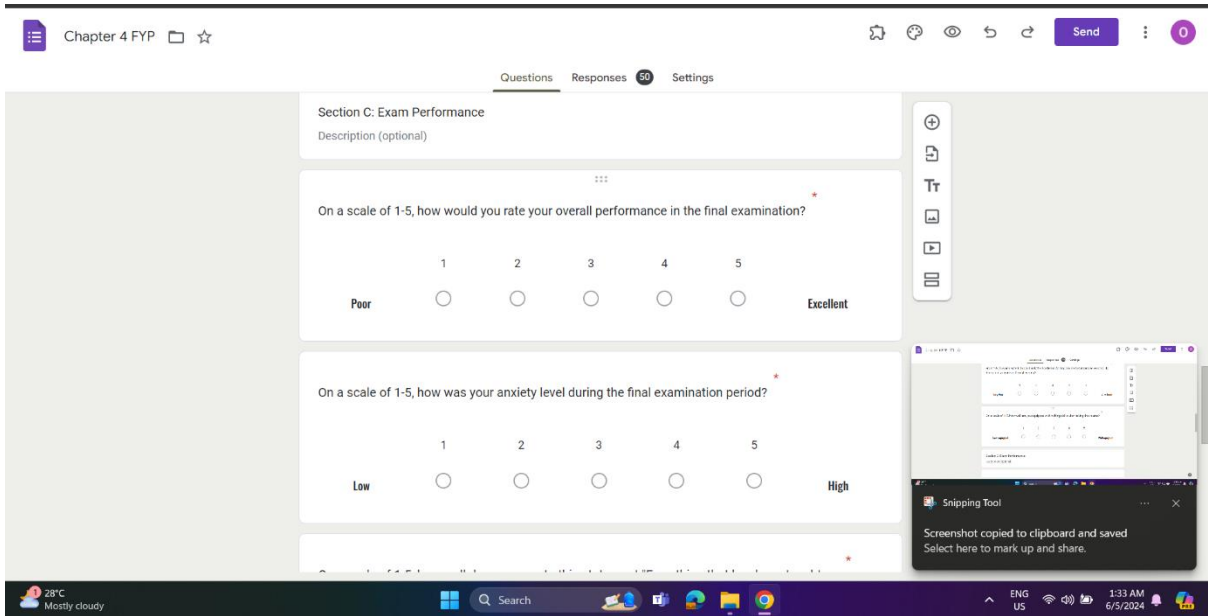 Chapter 4 FYP
Send
O
Questions Responses 50 Settings
Section C: Exam Performance
Description (optional)
*
On a scale of 1-5, how would you rate your overall performance in the final examination?
1 2 3 4 5
Poor Excellent
*
On a scale of 1-5, how was your anxiety level during the final examination period?
1 2 3 4 5
Low High
*
Snipping Tool
Screenshot copied to clipboard and saved
Select here to mark up and share.
1
28°C
Mostly cloudy
Search
ENG
US
1:33 AM
6/5/2024